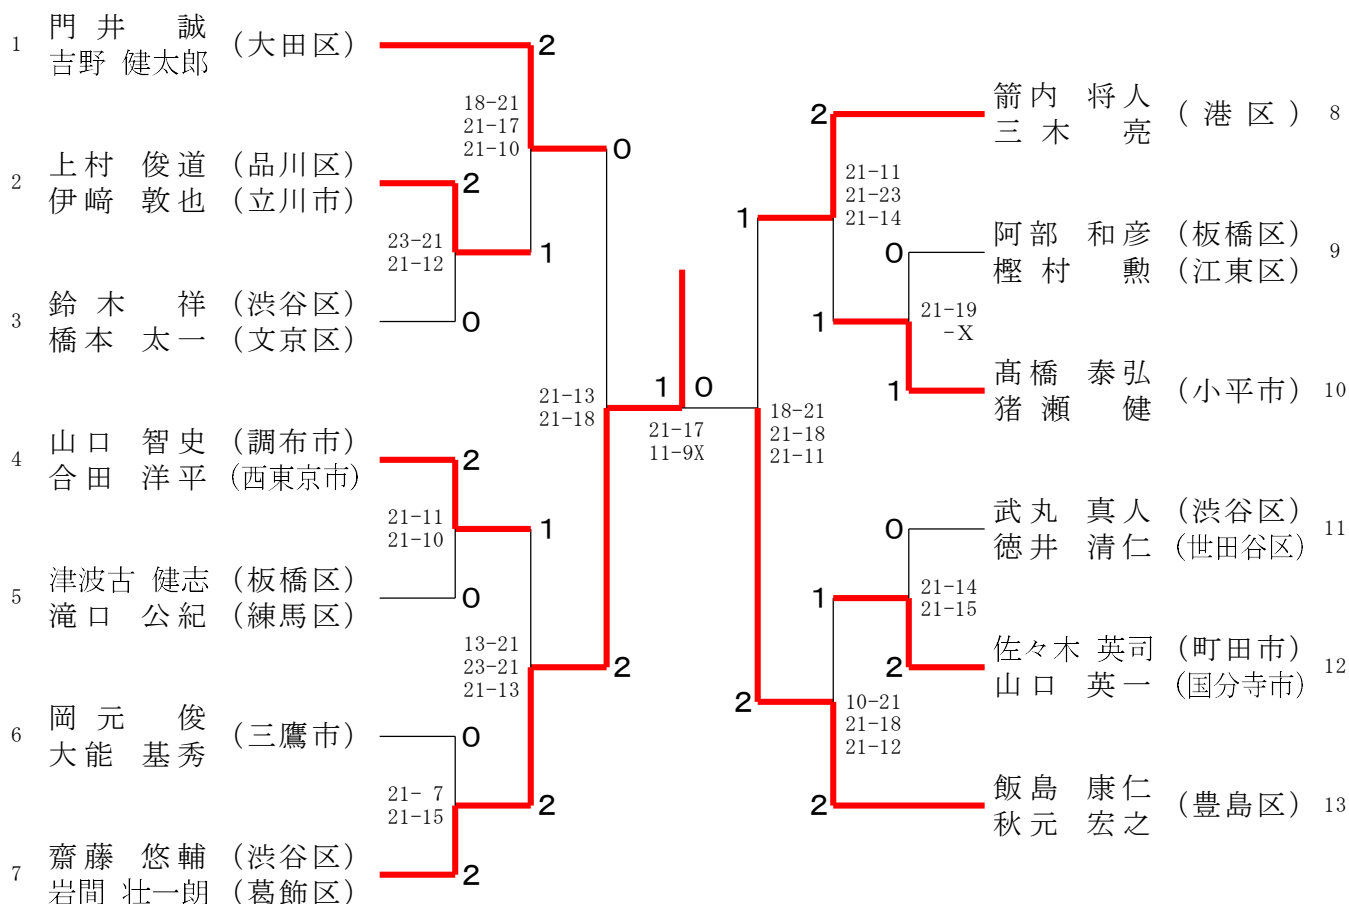 1 門井 誠 (大田区)
吉野 健太郎
2
18-21
21-17
21-10
0
2 上村 俊道 (品川区)
伊﨑 敦也 (立川市)
2
23-21
21-12
1
3 鈴木 祥 (渋谷区)
橋本 太一 (文京区)
0
21-13
21-18
4 山口 智史 (調布市)
合田 洋平 (西東京市)
2
21-11
21-10
1
5 津波古 健志 (板橋区)
滝口 公紀 (練馬区)
0
13-21
23-21
21-13
2
6 岡元 俊 (三鷹市)
大能 基秀
0
21- 7
21-15
2
7 齋藤 悠輔 (渋谷区)
岩間 壮一朗 (葛飾区)
2
1 0
21-17
11-9X
箭内 将人 (港区) 8
三木 亮
2
21-11
21-23
21-14
1
阿部 和彦 (板橋区) 9
樫村 勲 (江東区)
0
21-19
-X
1
髙橋 泰弘 (小平市) 10
猪瀬 健
1
18-21
21-18
21-11
武丸 真人 (渋谷区) 11
徳井 清仁 (世田谷区)
0
21-14
21-15
1
佐々木 英司 (町田市) 12
山口 英一 (国分寺市)
2
10-21
21-18
21-12
2
飯島 康仁 (豊島区) 13
秋元 宏之
2